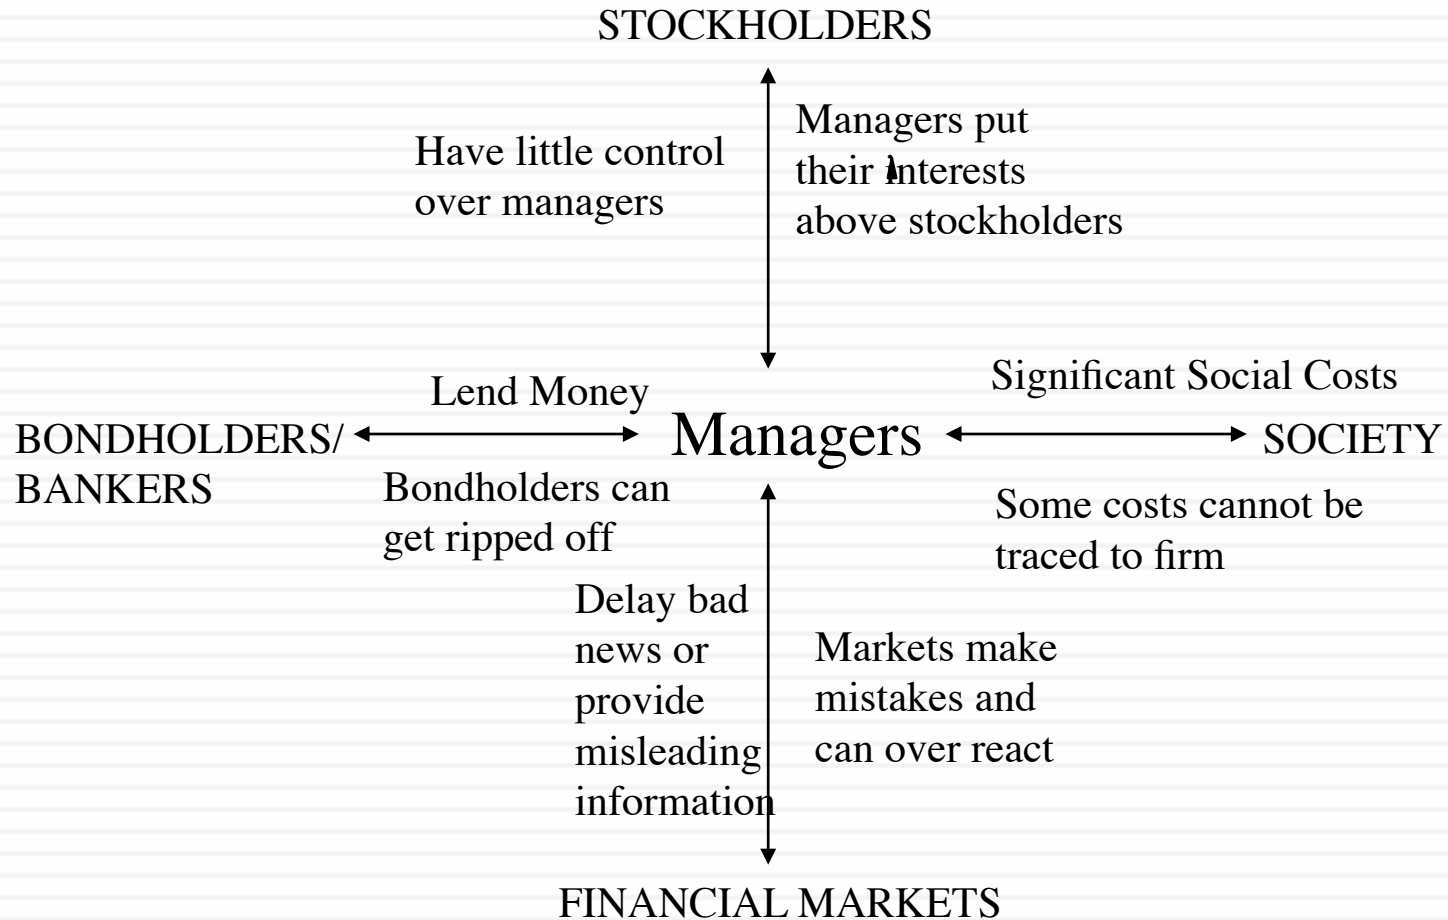 STOCKHOLDERS
Have little control
over managers
Managers put
their interests
above stockholders
Lend Money
BONDHOLDERS/
BANKERS
Bondholders can
get ripped off
Managers
Significant Social Costs
SOCIETY
Some costs cannot be
traced to firm
Delay bad
news or
provide
misleading
information
Markets make
mistakes and
can over react
FINANCIAL MARKETS